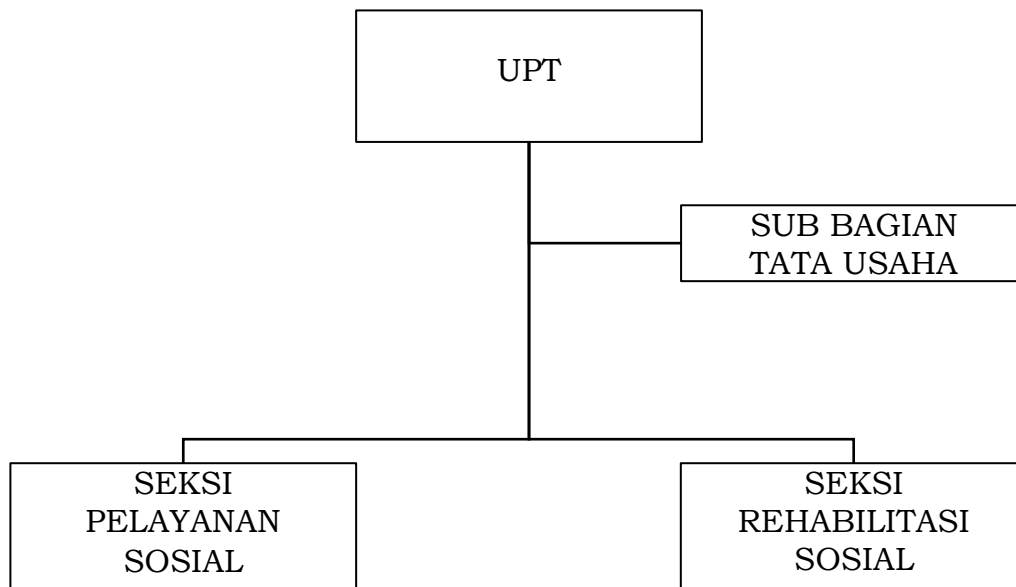 UPT
SUB BAGIAN
TATA USAHA
SEKSI
PELAYANAN
SOSIAL
SEKSI
REHABILITASI
SOSIAL